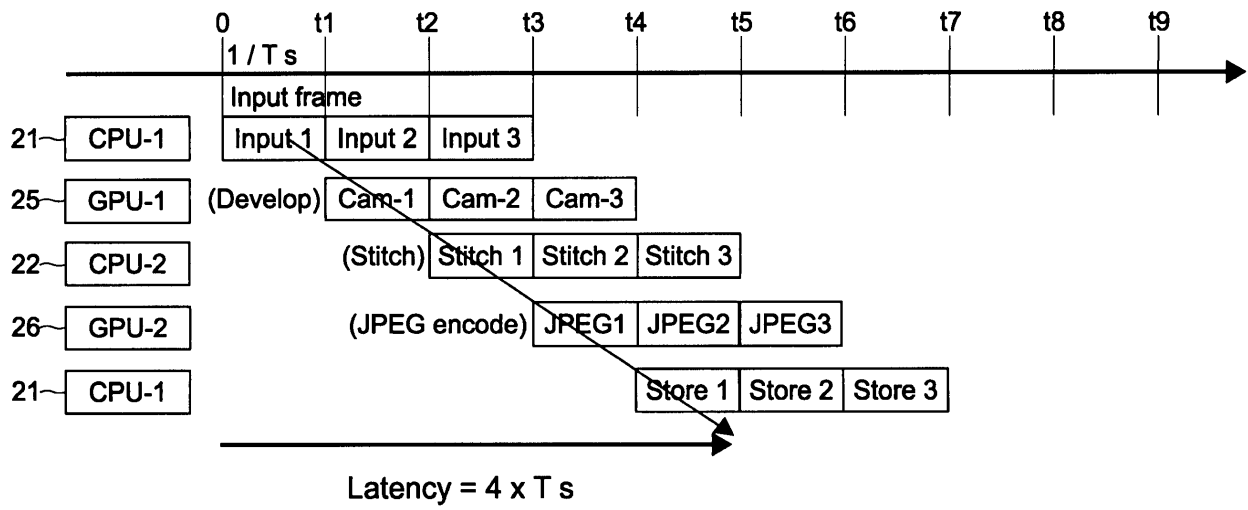 0 t1 t2 t3 t4 t5 t6 t7 t8 t9
1 / T s
Input frame
21 CPU-1 Input 1 Input 2 Input 3
25 GPU-1 (Develop) Cam-1 Cam-2 Cam-3
22 CPU-2 (Stitch) Stitch 1 Stitch 2 Stitch 3
26 GPU-2 (JPEG encode) JPEG1 JPEG2 JPEG3
21 CPU-1 Store 1 Store 2 Store 3
Latency = 4 x T s